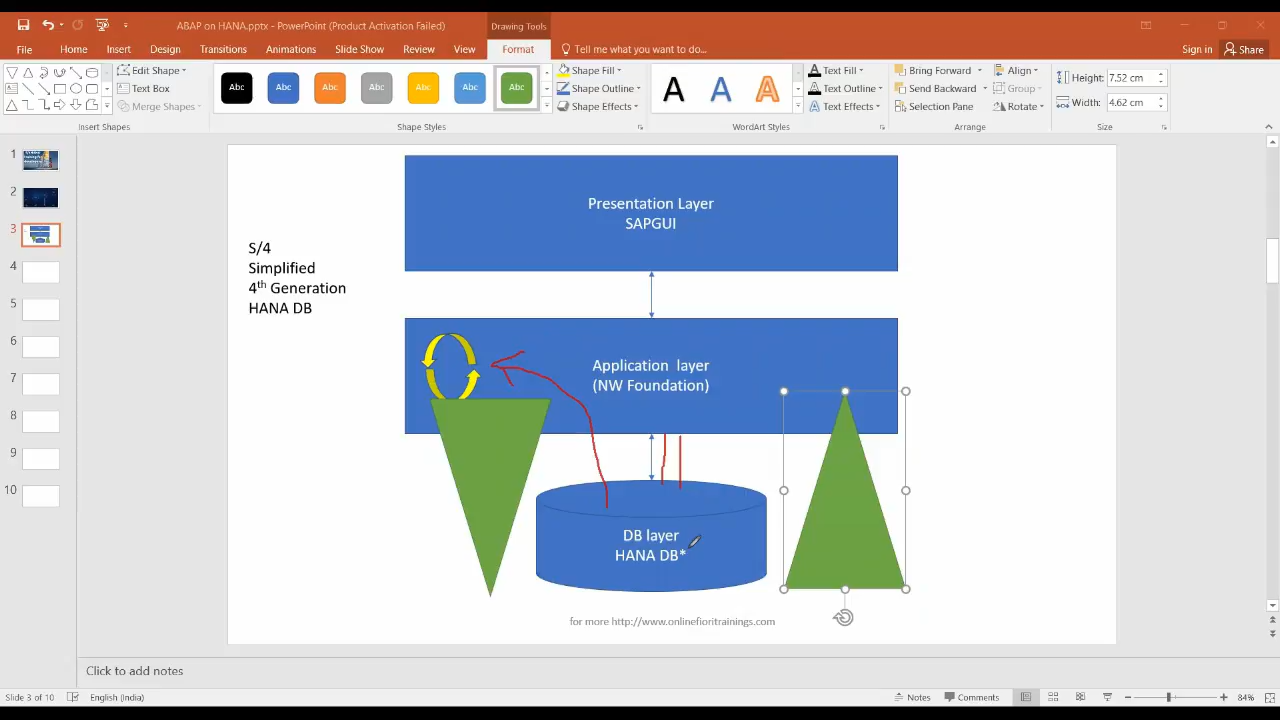 ABAP on HANA.pptx - PowerPoint (Product Activation Failed)
Drawing Tools
File Home Insert Design Transitions Animations Slide Show Review View Format Tell me what you want to do... Sign in Share
Edit Shape
Text Box
Merge Shapes
Insert Shapes
Abc Abc Abc Abc Abc Abc Abc
Shape Fill
Shape Outline
Shape Effects
Shape Styles
A A A
Text Fill
Text Outline
Text Effects
WordArt Styles
Bring Forward
Send Backward
Selection Pane
Align
Group
Rotate
Arrange
Height: 7.52 cm
Width: 4.62 cm
Size
1
2
3
4
5
6
7
8
9
10
Presentation Layer
SAPGUI
S/4
Simplified
4th Generation
HANA DB
Application layer
(NW Foundation)
DB layer
HANA DB*
for more http://www.onlinefioritrainings.com
Click to add notes
Slide 3 of 10 English (India) Notes Comments 84%